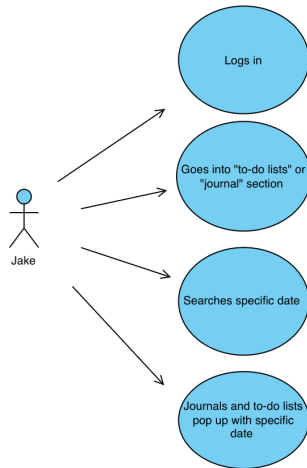 Logs in
Goes into "to-do lists" or
"journal" section
Jake
Searches specific date
Journals and to-do lists
pop up with specific
date